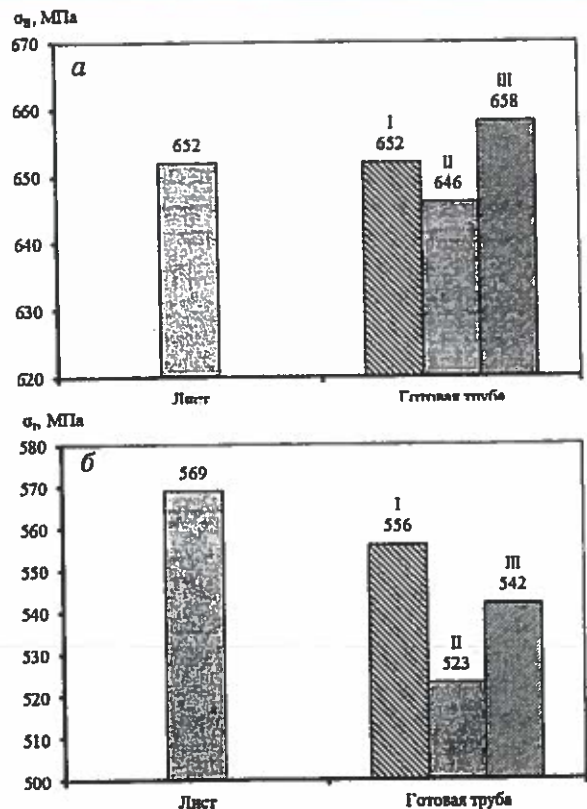 σв, МПа
670
а
III
660
658
I
652
652
II
646
650
640
630
620
Лист
Готовая труба
σт, МПа
580
б
569
570
I
560
556
III
550
542
540
II
530
523
520
510
500
Лист
Готовая труба